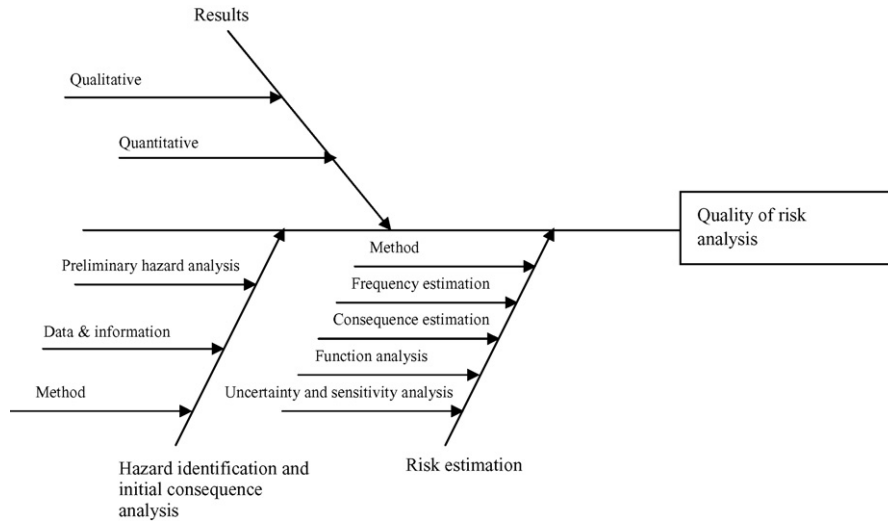 Results
Qualitative
Quantitative
Quality of risk
analysis
Method
Preliminary hazard analysis
Frequency estimation
Consequence estimation
Data & information
Function analysis
Method
Uncertainty and sensitivity analysis
Hazard identification and
initial consequence
analysis
Risk estimation